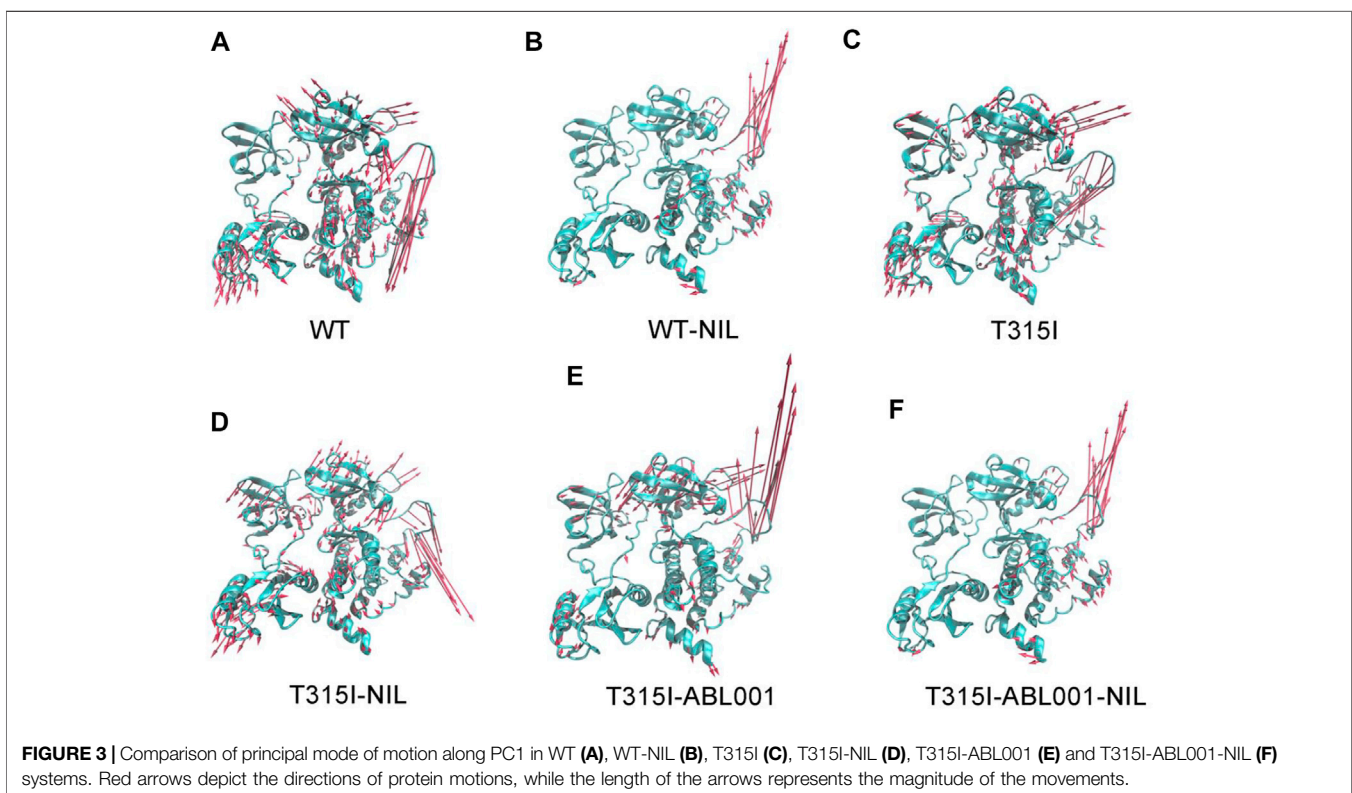 A
B
C
WT
WT-NIL
T315I
D
E
F
T315I-NIL
T315I-ABL001
T315I-ABL001-NIL
FIGURE 3 | Comparison of principal mode of motion along PC1 in WT (A), WT-NIL (B), T315I (C), T315I-NIL (D), T315I-ABL001 (E) and T315I-ABL001-NIL (F)
systems. Red arrows depict the directions of protein motions, while the length of the arrows represents the magnitude of the movements.